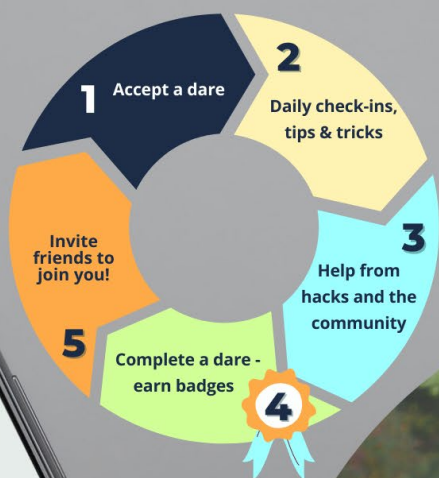 1
Accept a dare
2
Daily check-ins,
tips & tricks
3
Help from
hacks and the
community
4
Complete a dare -
earn badges
5
Invite
friends to
join you!